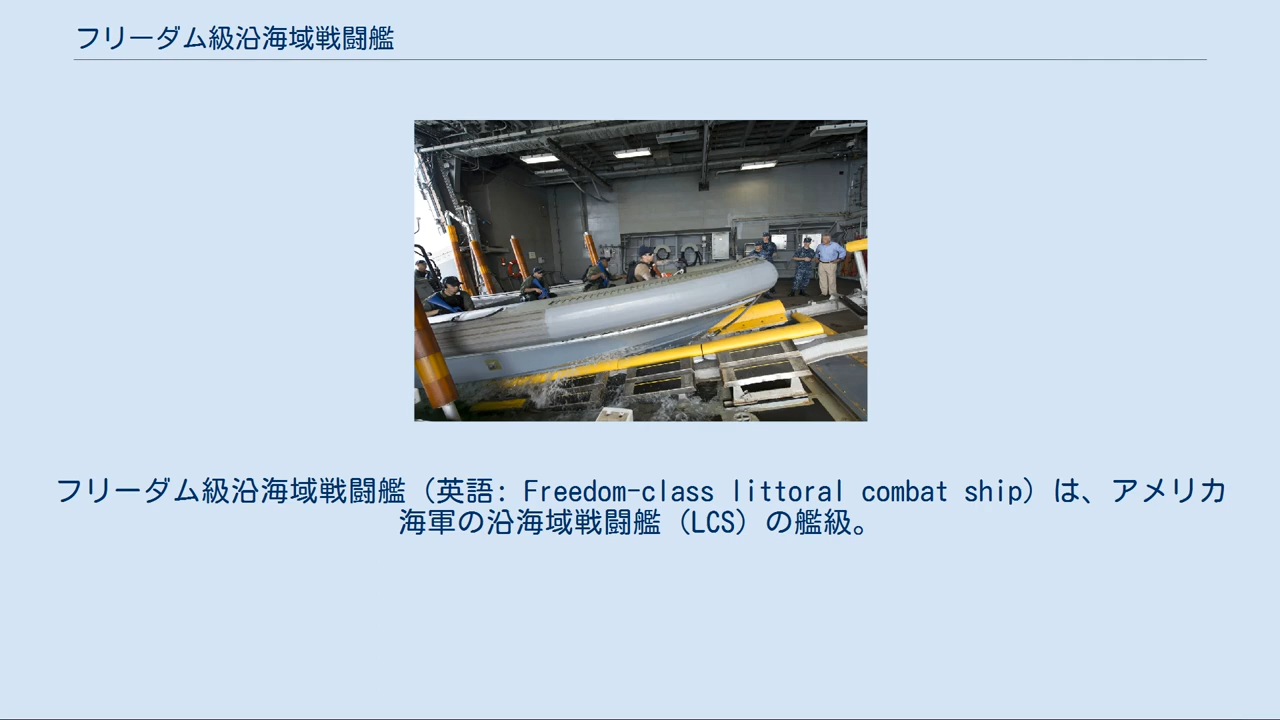 フリーダム級沿海域戦闘艦
フリーダム級沿海域戦闘艦（英語: Freedom-class littoral combat ship）は、アメリカ
海軍の沿海域戦闘艦（LCS）の艦級。